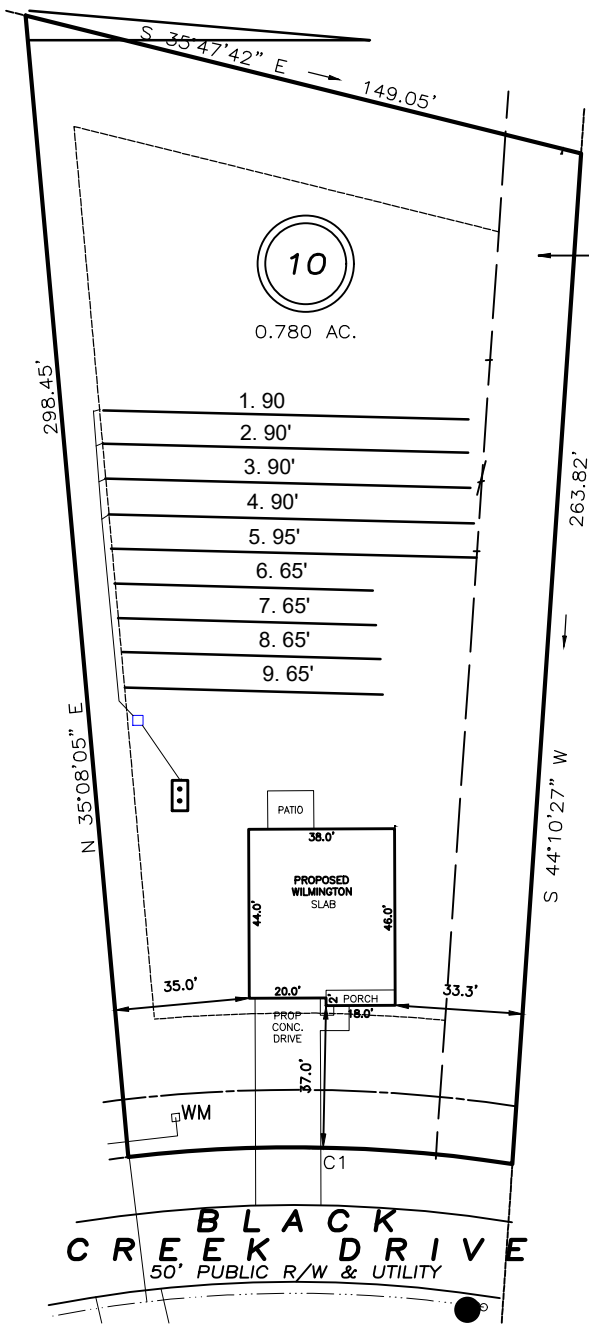 S 35°47'42" E
149.05'
10
0.780 AC.
298.45'
263.82'
1. 90
2. 90'
3. 90'
4. 90'
5. 95'
6. 65'
7. 65'
8. 65'
9. 65'
N 35°08'05" E
S 44°10'27" W
PATIO
38.0'
PROPOSED
WILMINGTON
SLAB
44.0'
46.0'
35.0'
20.0'
2'
PORCH
18.0'
33.3'
PROP
CONC.
DRIVE
37.0'
WM
C1
BLACK
CREEK DRIVE
50' PUBLIC R/W & UTILITY